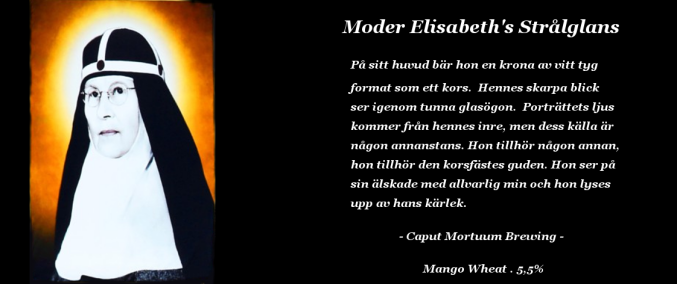 Moder Elisabeth's Strålglans
På sitt huvud bär hon en krona av vitt tyg
format som ett kors. Hennes skarpa blick
ser igenom tunna glasögon. Porträttets ljus
kommer från hennes inre, men dess källa är
någon annanstans. Hon tillhör någon annan,
hon tillhör den korsfästes guden. Hon ser på
sin älskade med allvarlig min och hon lyses
upp av hans kärlek.
- Caput Mortuum Brewing -
Mango Wheat . 5,5%